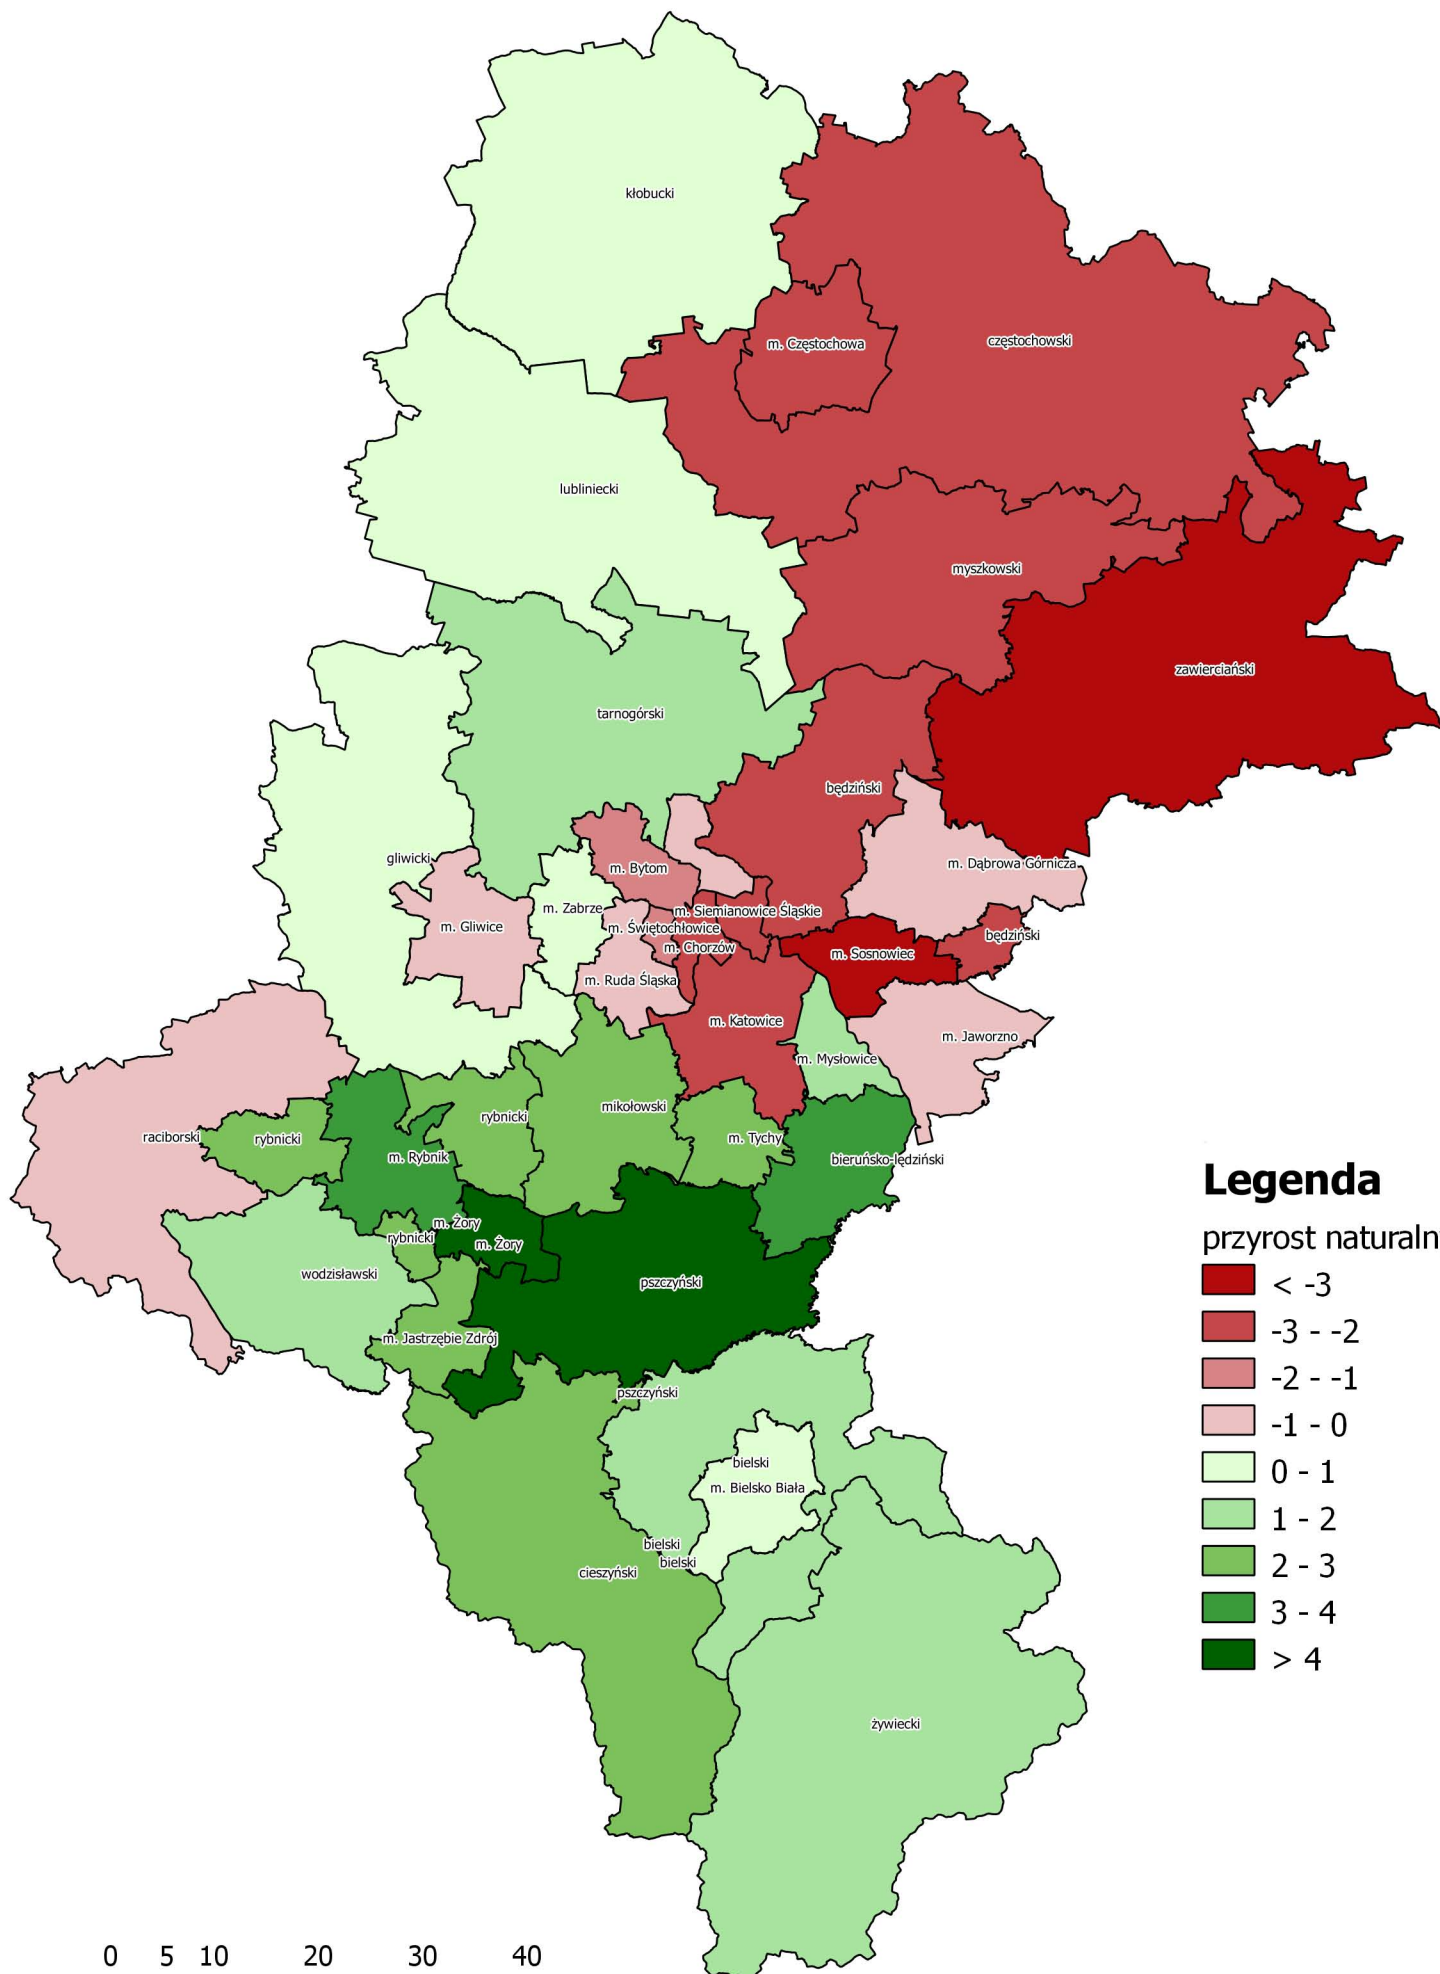 kłobucki
m. Częstochowa
częstochowski
lubliniecki
myszkowski
zawierciański
tarnogórski
będziński
gliwicki
m. Bytom
m. Dąbrowa Górnicza
m. Zabrze
m. Siemianowice Śląskie
m. Gliwice
m. Świętochłowice
będziński
m. Chorzów
m. Sosnowiec
m. Ruda Śląska
m. Katowice
m. Jaworzno
m. Mysłowice
mikołowski
rybnicki
raciborski
rybnicki
m. Tychy
m. Rybnik
bieruńsko-lędziński
m. Żory
rybnicki
m. Żory
wodzisławski
pszczyński
m. Jastrzębie Zdrój
pszczyński
bielski
m. Bielsko Biała
bielski
bielski
cieszyński
żywiecki
Legenda
przyrost naturaln
< -3
-3 - -2
-2 - -1
-1 - 0
0 - 1
1 - 2
2 - 3
3 - 4
> 4
0 5 10 20 30 40